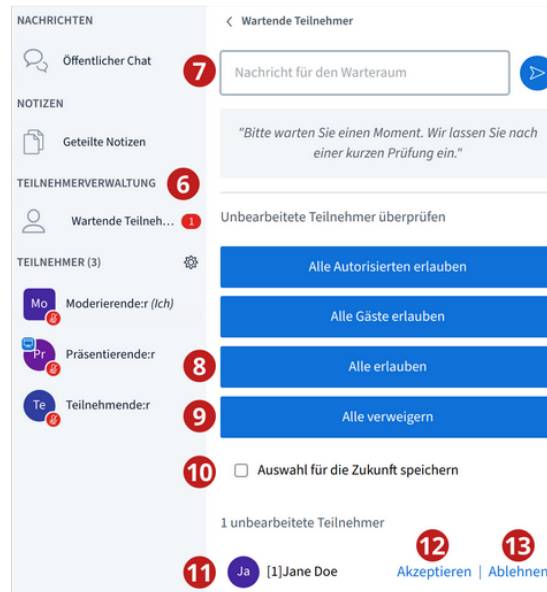 NACHRICHTEN
Öffentlicher Chat
NOTIZEN
Geteilte Notizen
TEILNEHMERVERWALTUNG 6
Wartende Teilneh... 1
TEILNEHMER (3)
Mo Moderierende:r (Ich)
Pr Präsentierende:r
Te Teilnehmende:r
Wartende Teilnehmer
7 Nachricht für den Warteraum
"Bitte warten Sie einen Moment. Wir lassen Sie nach
einer kurzen Prüfung ein."
Unbearbeitete Teilnehmer überprüfen
Alle Autorisierten erlauben
Alle Gäste erlauben
8 Alle erlauben
9 Alle verweigern
10 Auswahl für die Zukunft speichern
1 unbearbeitete Teilnehmer
12 13
11 Ja [1]Jane Doe Akzeptieren | Ablehnen